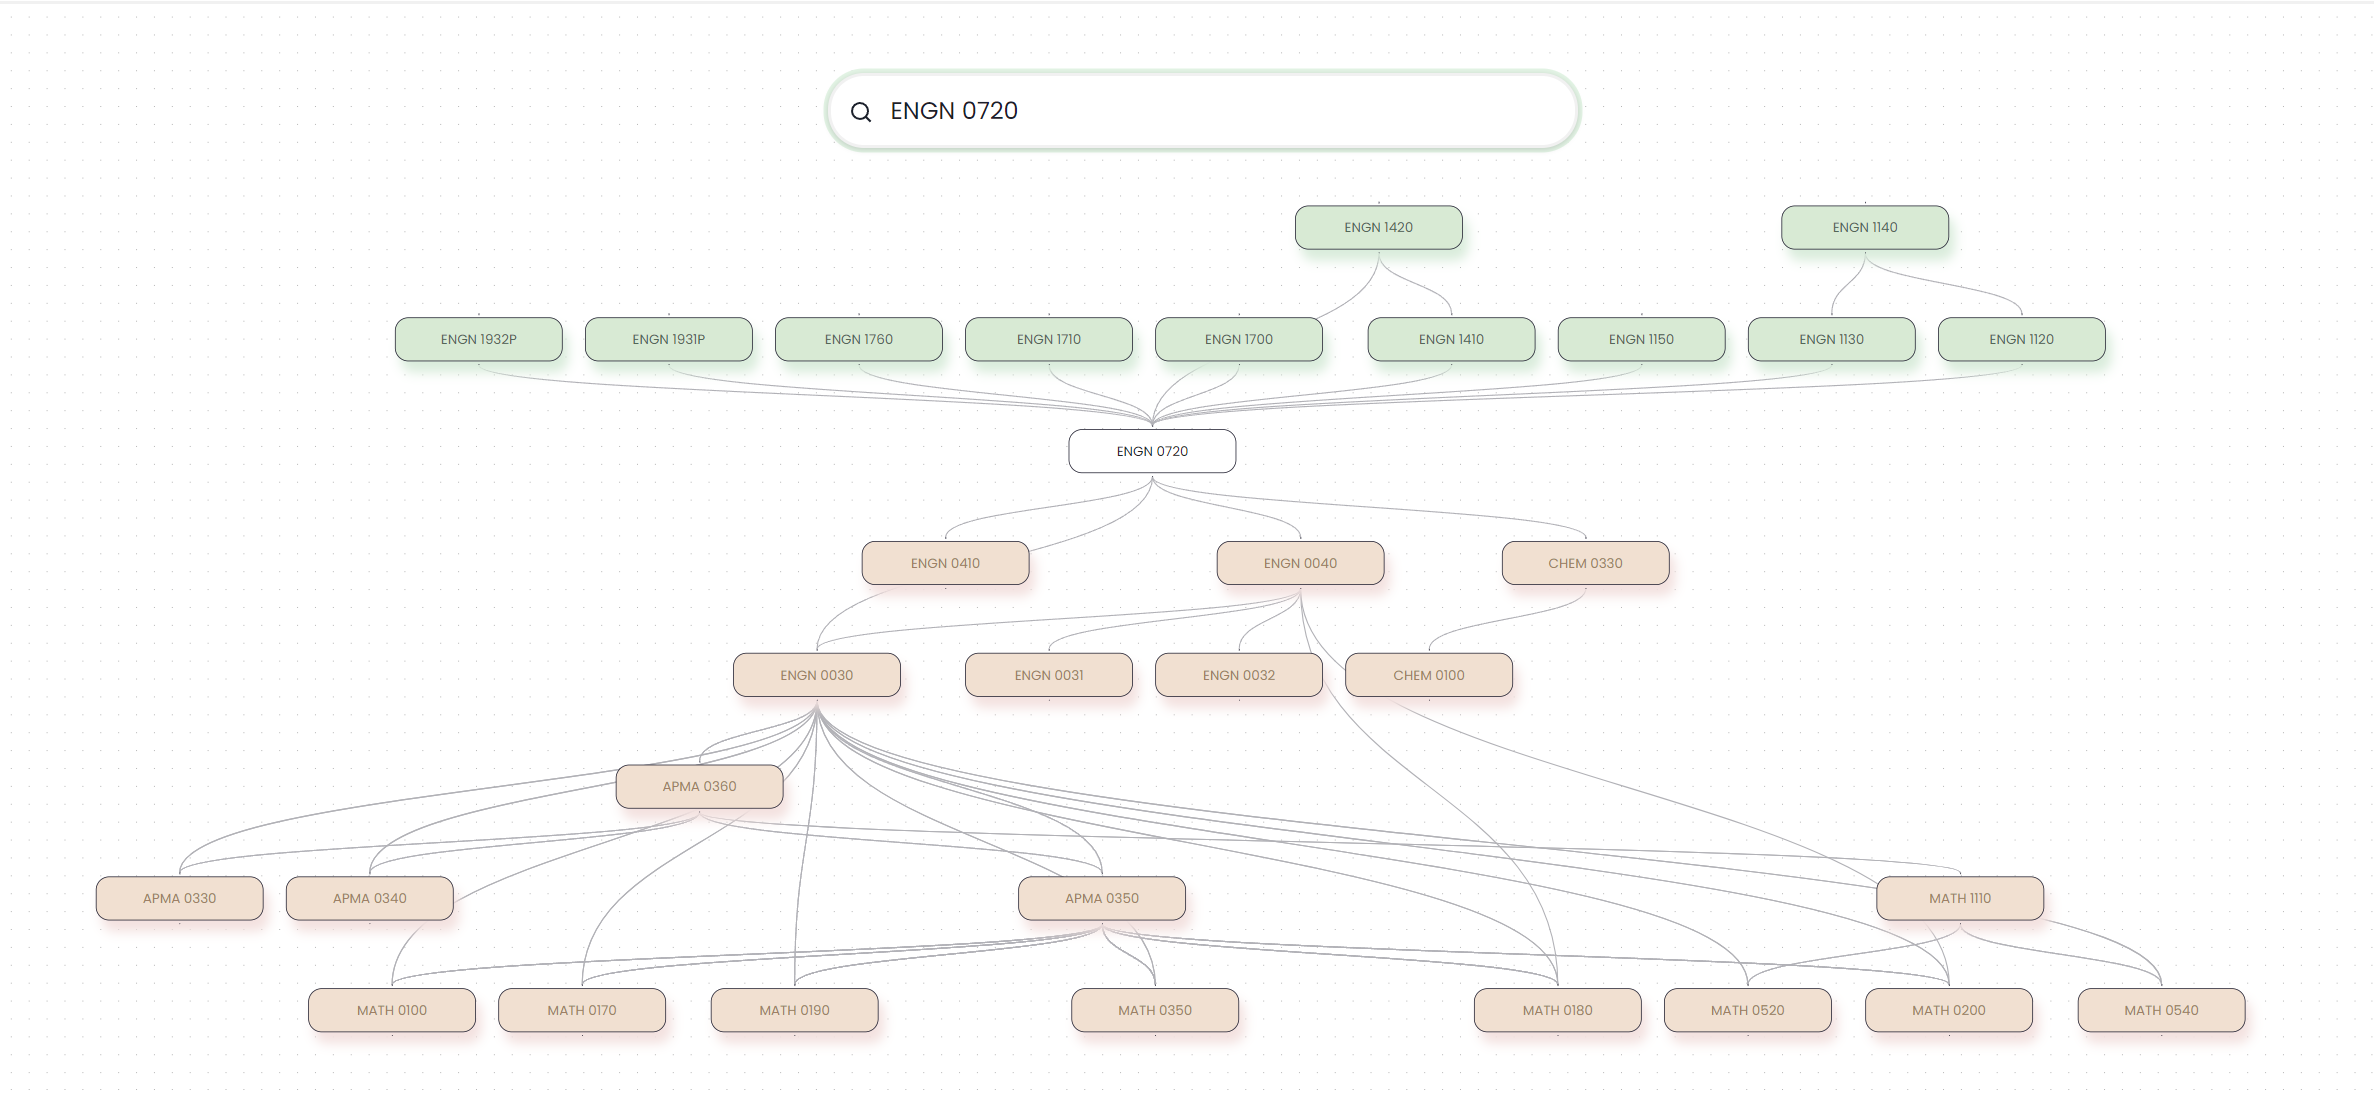 ENGN 0720
ENGN 1420
ENGN 1140
ENGN 1932P
ENGN 1931P
ENGN 1760
ENGN 1710
ENGN 1700
ENGN 1410
ENGN 1150
ENGN 1130
ENGN 1120
ENGN 0720
ENGN 0410
ENGN 0040
CHEM 0330
ENGN 0030
ENGN 0031
ENGN 0032
CHEM 0100
APMA 0360
APMA 0330
APMA 0340
APMA 0350
MATH 1110
MATH 0100
MATH 0170
MATH 0190
MATH 0350
MATH 0180
MATH 0520
MATH 0200
MATH 0540